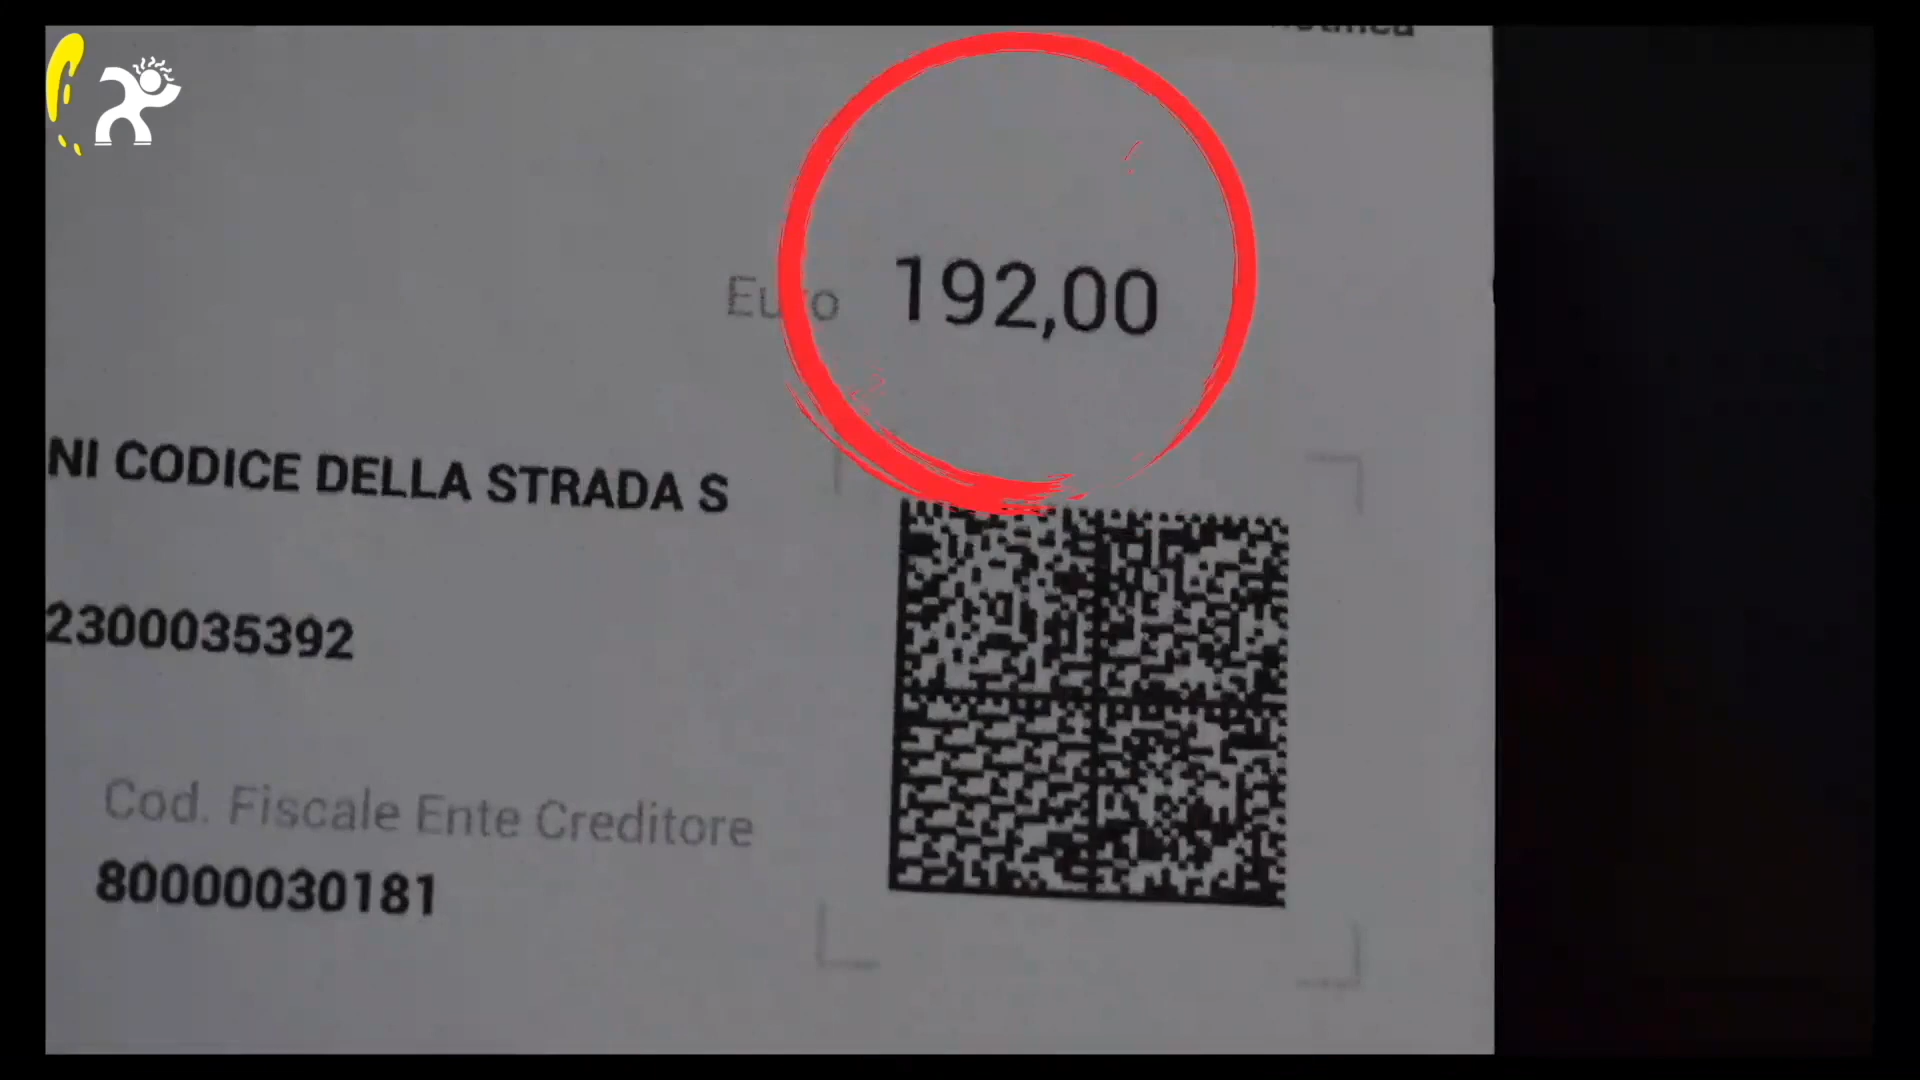 Euro 192,00
NI CODICE DELLA STRADA S
2300035392
Cod. Fiscale Ente Creditore
80000030181